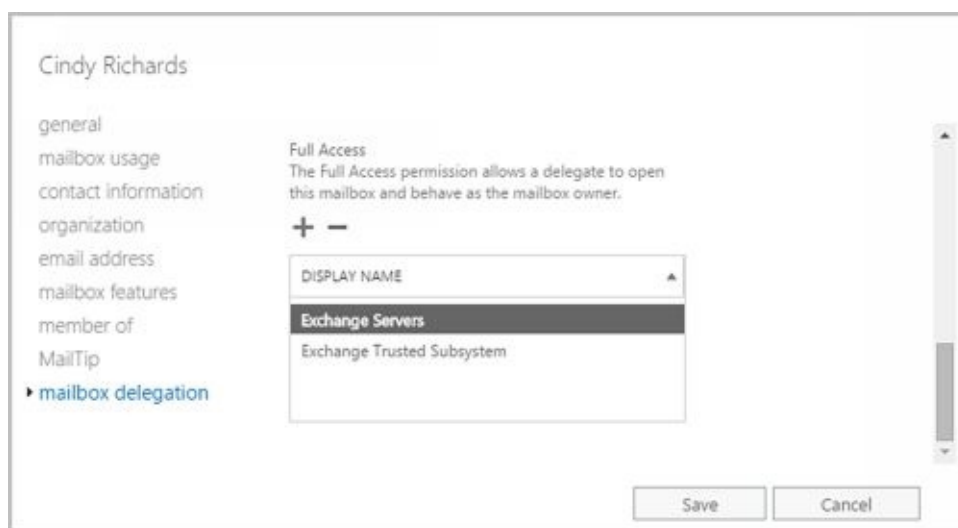 Cindy Richards
general
mailbox usage
contact information
organization
email address
mailbox features
member of
MailTip
mailbox delegation
Full Access
The Full Access permission allows a delegate to open
this mailbox and behave as the mailbox owner.
DISPLAY NAME
Exchange Servers
Exchange Trusted Subsystem
Save
Cancel